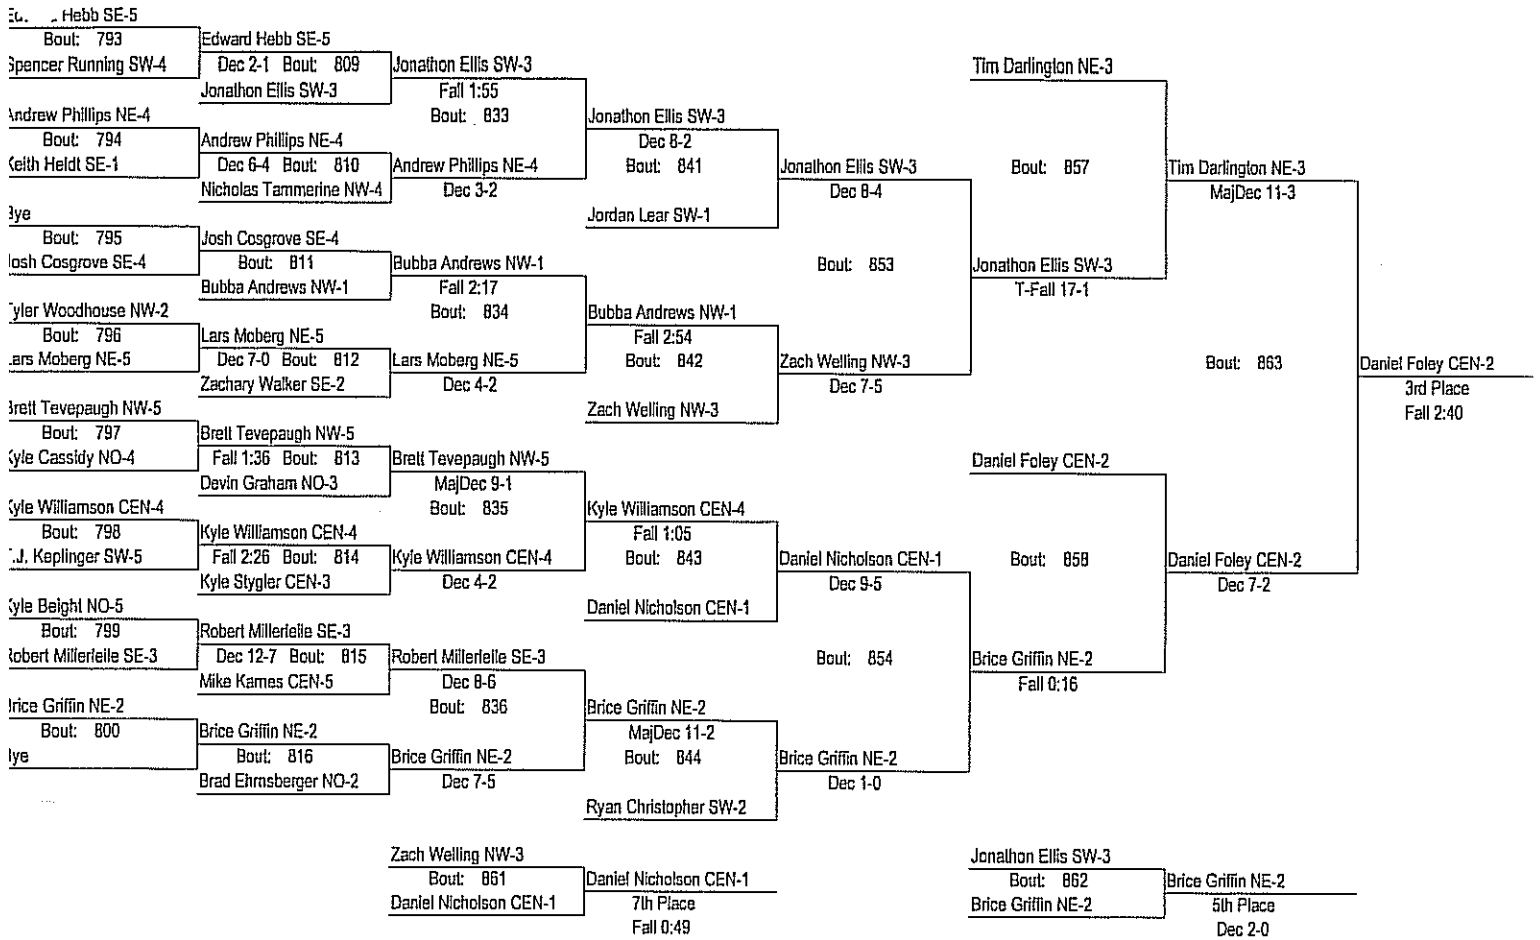 Hebb SE-5
Bout: 793
Spencer Running SW-4
Andrew Phillips NE-4
Bout: 794
Keith Heldt SE-1
Bye
Bout: 795
Josh Cosgrove SE-4
Tyler Woodhouse NW-2
Bout: 796
Lars Moberg NE-5
Brett Tevepaugh NW-5
Bout: 797
Kyle Cassidy NO-4
Kyle Williamson CEN-4
Bout: 798
T.J. Keplinger SW-5
Kyle Beight NO-5
Bout: 799
Robert Millerielle SE-3
Brice Griffin NE-2
Bout: 800
Bye
Edward Hebb SE-5
Dec 2-1 Bout: 809
Jonathon Ellis SW-3
Andrew Phillips NE-4
Dec 6-4 Bout: 810
Nicholas Tammerine NW-4
Josh Cosgrove SE-4
Bout: 811
Bubba Andrews NW-1
Lars Moberg NE-5
Dec 7-0 Bout: 812
Zachary Walker SE-2
Brett Tevepaugh NW-5
Fall 1:36 Bout: 813
Devin Graham NO-3
Kyle Williamson CEN-4
Fall 2:26 Bout: 814
Kyle Stygler CEN-3
Robert Millerielle SE-3
Dec 12-7 Bout: 815
Mike Karnes CEN-5
Brice Griffin NE-2
Bout: 816
Brad Ehrnsberger NO-2
Jonathon Ellis SW-3
Fall 1:55
Bout: 833
Andrew Phillips NE-4
Dec 3-2
Bubba Andrews NW-1
Fall 2:17
Bout: 834
Lars Moberg NE-5
Dec 4-2
Brett Tevepaugh NW-5
MajDec 9-1
Bout: 835
Kyle Williamson CEN-4
Dec 4-2
Robert Millerielle SE-3
Dec 8-6
Bout: 836
Brice Griffin NE-2
Dec 7-5
Jonathon Ellis SW-3
Dec 8-2
Bout: 841
Jordan Lear SW-1
Bubba Andrews NW-1
Fall 2:54
Bout: 842
Zach Welling NW-3
Kyle Williamson CEN-4
Fall 1:05
Bout: 843
Daniel Nicholson CEN-1
Brice Griffin NE-2
MajDec 11-2
Bout: 844
Ryan Christopher SW-2
Jonathon Ellis SW-3
Dec 8-4
Bout: 853
Zach Welling NW-3
Dec 7-5
Daniel Nicholson CEN-1
Dec 9-5
Bout: 854
Brice Griffin NE-2
Dec 1-0
Tim Darlington NE-3
Bout: 857
Jonathon Ellis SW-3
T-Fall 17-1
Daniel Foley CEN-2
Bout: 858
Brice Griffin NE-2
Fall 0:16
Tim Darlington NE-3
MajDec 11-3
Bout: 863
Daniel Foley CEN-2
Dec 7-2
Daniel Foley CEN-2
3rd Place
Fall 2:40
Zach Welling NW-3
Bout: 861
Daniel Nicholson CEN-1
Daniel Nicholson CEN-1
7th Place
Fall 0:49
Jonathon Ellis SW-3
Bout: 862
Brice Griffin NE-2
Brice Griffin NE-2
5th Place
Dec 2-0